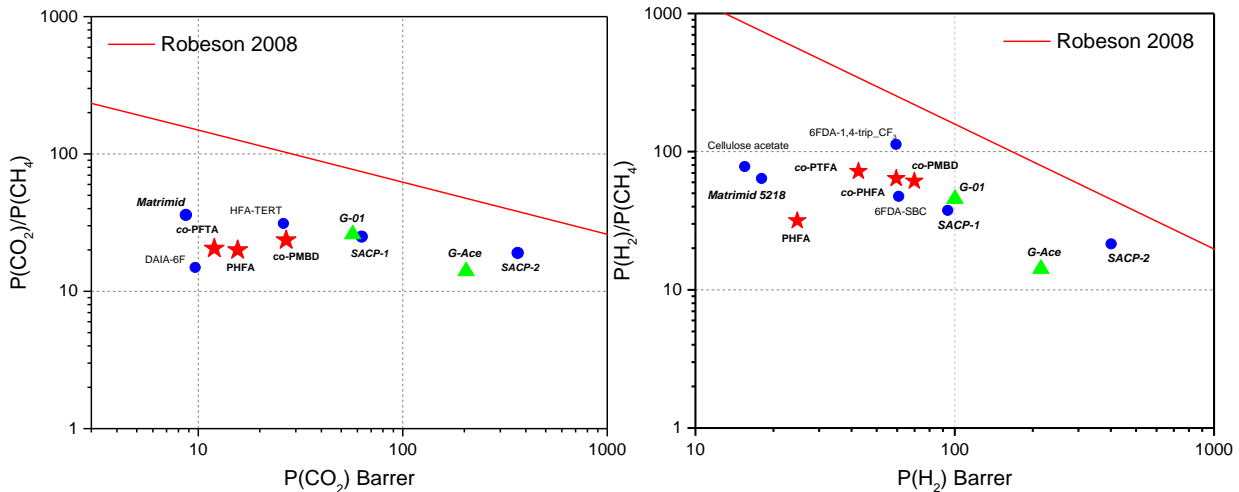 1000
100
10
1
P(CO₂)/P(CH₄)
Robeson 2008
Matrimid
co-PFTA
HFA-TERT
G-01
DAIA-6F
PHFA
co-PMBD
SACP-1
G-Ace
SACP-2
10
100
1000
P(CO₂) Barrer
1000
100
10
1
P(H₂)/P(CH₄)
Robeson 2008
6FDA-1,4-trip_CF₃
Cellulose acetate
co-PTFA
co-PMBD
Matrimid 5218
co-PHFA
G-01
6FDA-SBC
SACP-1
PHFA
G-Ace
SACP-2
10
100
1000
P(H₂) Barrer